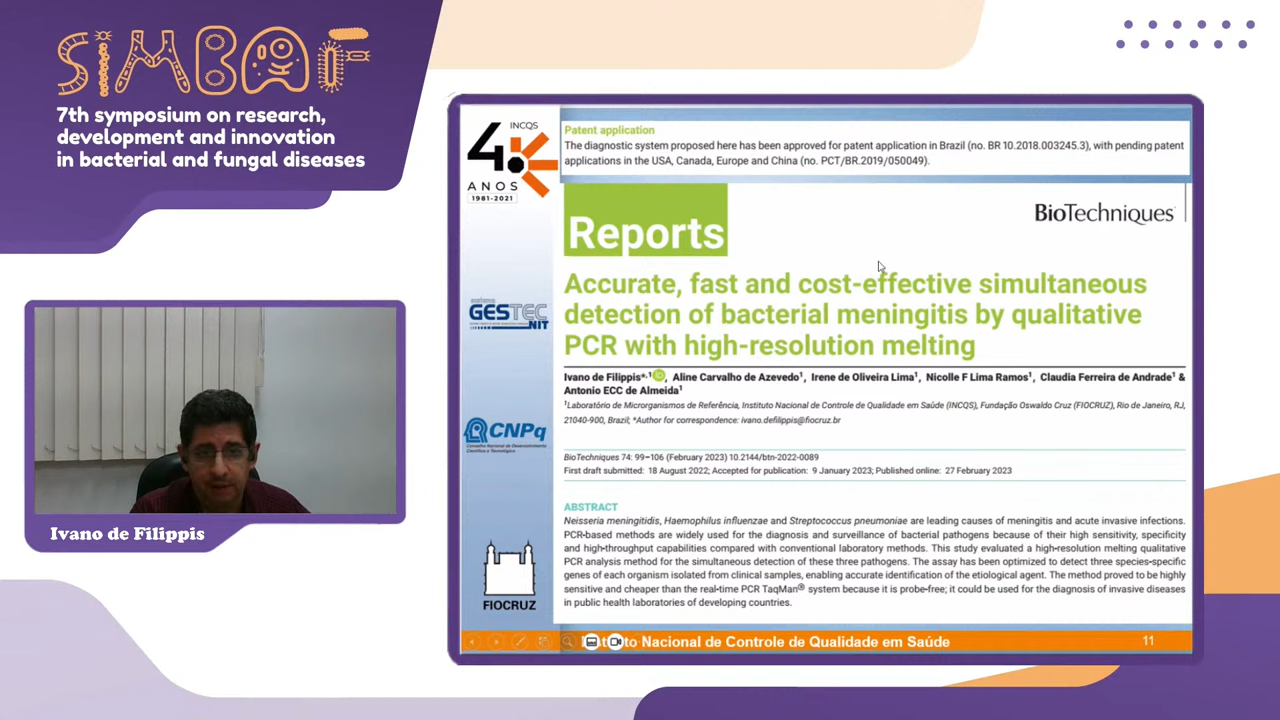 SIMBAF
7th symposium on research,
development and innovation
in bacterial and fungal diseases
Ivano de Filippis
INCQS
40
ANOS
1981-2021
sistema
GESTEC
NIT
CNPq
Conselho Nacional de Desenvolvimento
Científico e Tecnológico
FIOCRUZ
Patent application
The diagnostic system proposed here has been approved for patent application in Brazil (no. BR 10.2018.003245.3), with pending patent
applications in the USA, Canada, Europe and China (no. PCT/BR.2019/050049).
Reports
BioTechniques
Accurate, fast and cost-effective simultaneous
detection of bacterial meningitis by qualitative
PCR with high-resolution melting
Ivano de Filippis*,1 iD, Aline Carvalho de Azevedo1, Irene de Oliveira Lima1, Nicolle F Lima Ramos1, Claudia Ferreira de Andrade1 &
Antonio ECC de Almeida1
1Laboratório de Microrganismos de Referência, Instituto Nacional de Controle de Qualidade em Saúde (INCQS), Fundação Oswaldo Cruz (FIOCRUZ), Rio de Janeiro, RJ,
21040-900, Brazil; *Author for correspondence: ivano.defilippis@fiocruz.br
BioTechniques 74: 99–106 (February 2023) 10.2144/btn-2022-0089
First draft submitted: 18 August 2022; Accepted for publication: 9 January 2023; Published online: 27 February 2023
ABSTRACT
Neisseria meningitidis, Haemophilus influenzae and Streptococcus pneumoniae are leading causes of meningitis and acute invasive infections.
PCR-based methods are widely used for the diagnosis and surveillance of bacterial pathogens because of their high sensitivity, specificity
and high-throughput capabilities compared with conventional laboratory methods. This study evaluated a high-resolution melting qualitative
PCR analysis method for the simultaneous detection of these three pathogens. The assay has been optimized to detect three species-specific
genes of each organism isolated from clinical samples, enabling accurate identification of the etiological agent. The method proved to be highly
sensitive and cheaper than the real-time PCR TaqMan® system because it is probe-free; it could be used for the diagnosis of invasive diseases
in public health laboratories of developing countries.
Instituto Nacional de Controle de Qualidade em Saúde
11